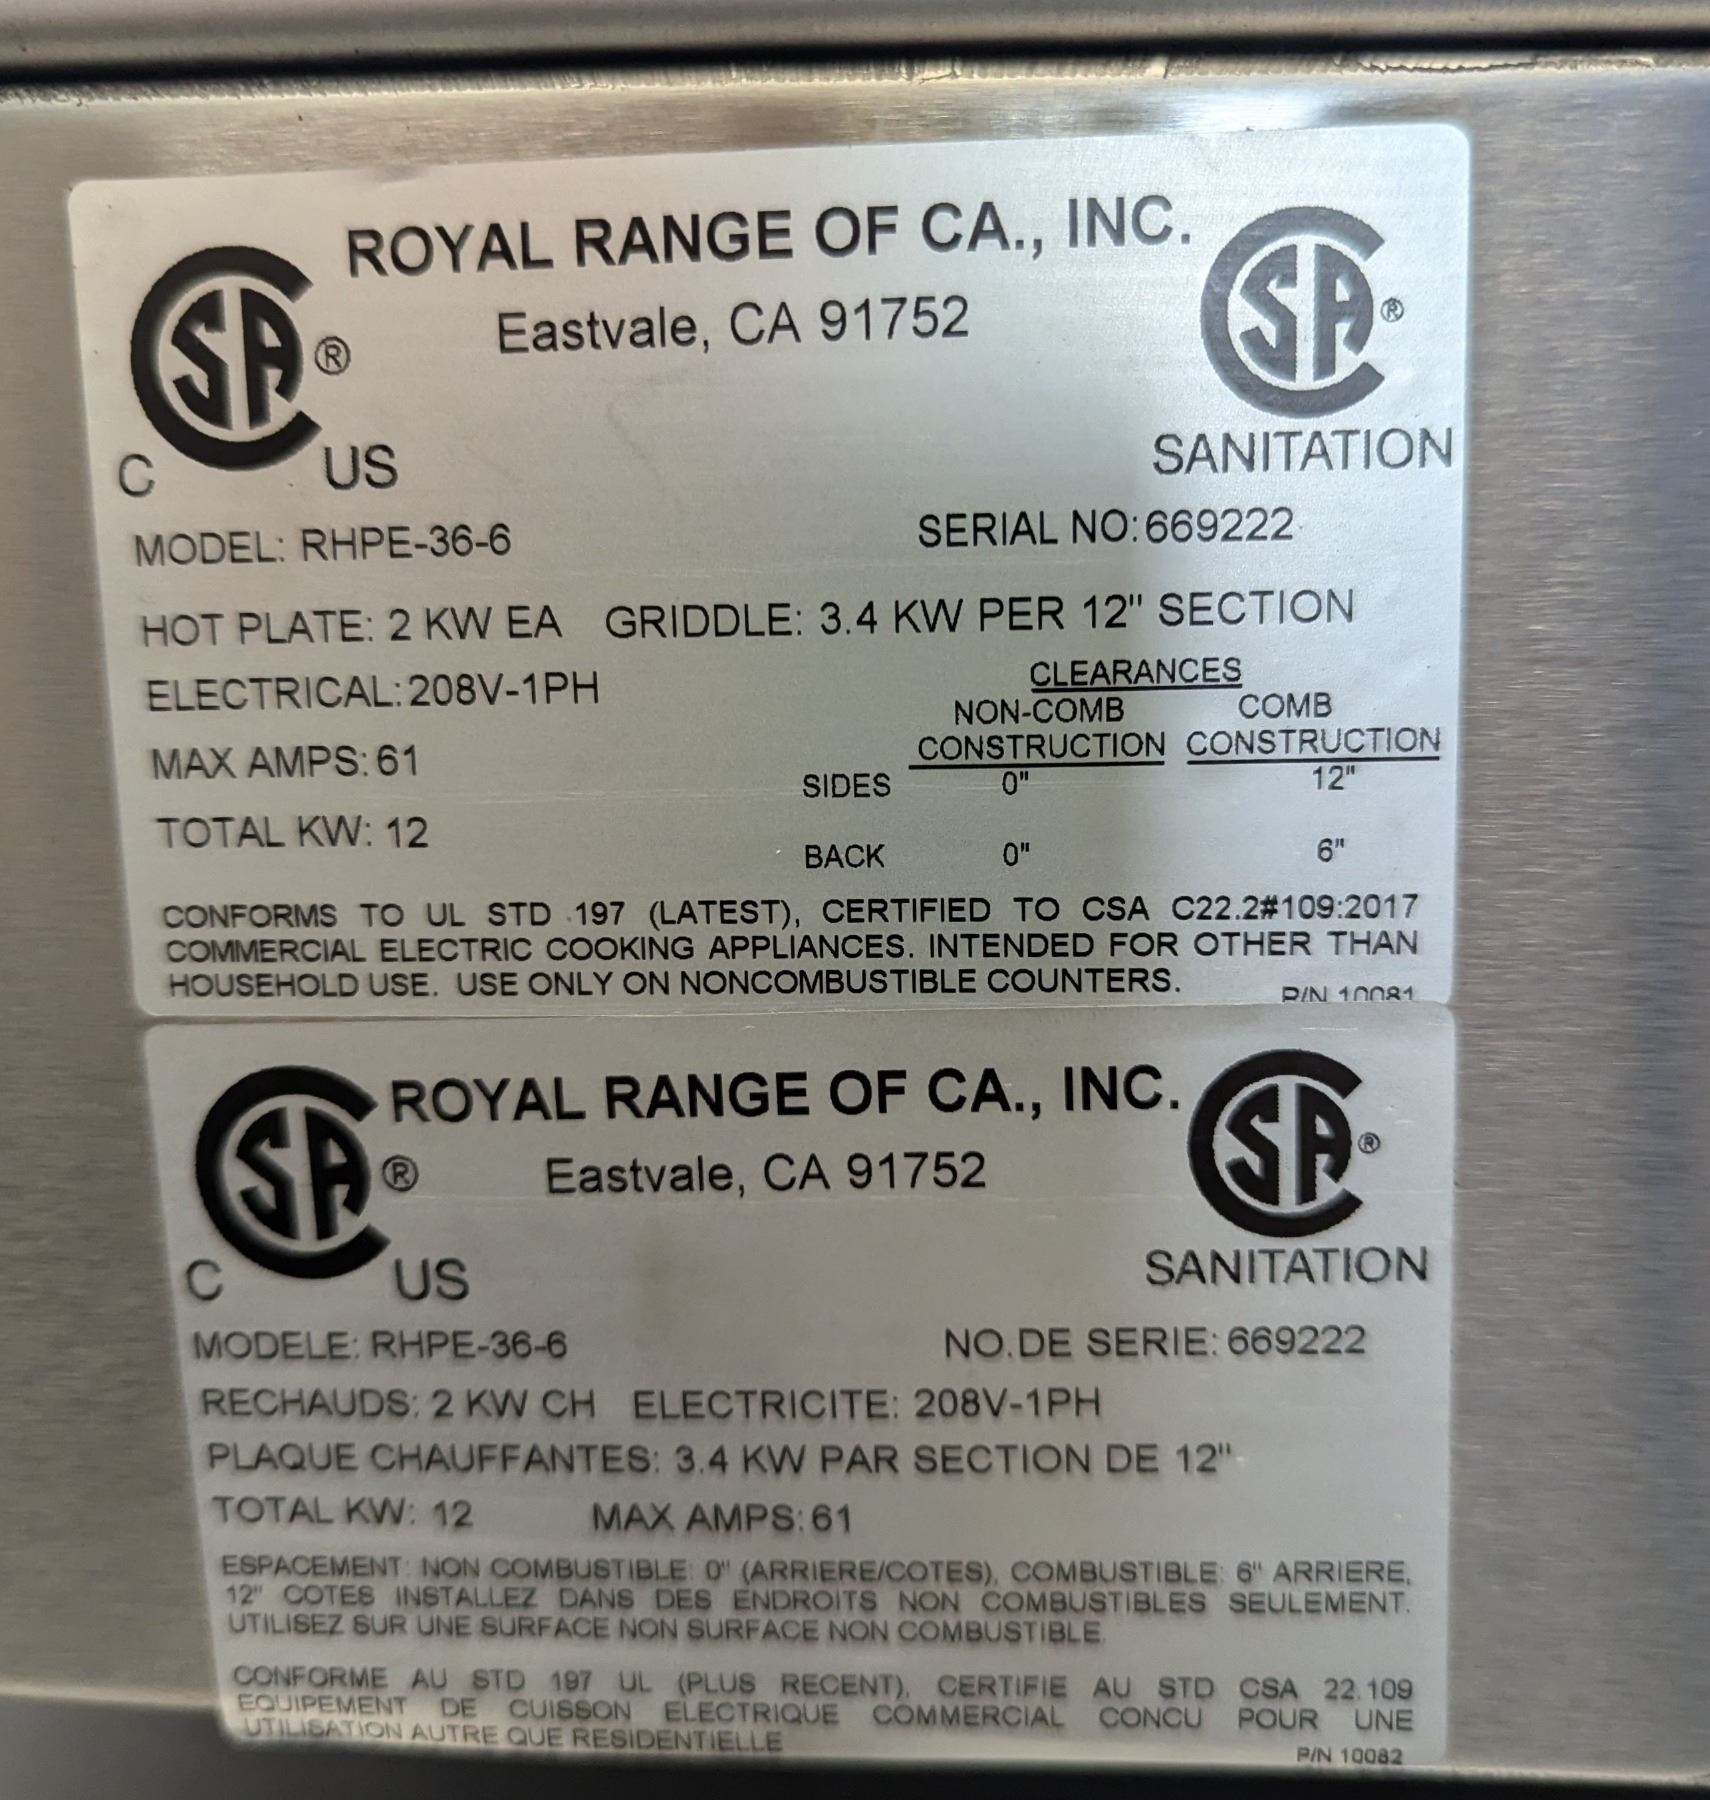 ROYAL RANGE OF CA., INC.
Eastvale, CA 91752
CSA ®
C US
CSA ®
SANITATION
MODEL: RHPE-36-6 SERIAL NO: 669222
HOT PLATE: 2 KW EA GRIDDLE: 3.4 KW PER 12" SECTION
ELECTRICAL: 208V-1PH
MAX AMPS: 61
TOTAL KW: 12
CLEARANCES
NON-COMB COMB
CONSTRUCTION CONSTRUCTION
SIDES 0" 12"
BACK 0" 6"
CONFORMS TO UL STD 197 (LATEST), CERTIFIED TO CSA C22.2#109:2017
COMMERCIAL ELECTRIC COOKING APPLIANCES. INTENDED FOR OTHER THAN
HOUSEHOLD USE. USE ONLY ON NONCOMBUSTIBLE COUNTERS.
P/N 10081
ROYAL RANGE OF CA., INC.
Eastvale, CA 91752
CSA ®
C US
CSA ®
SANITATION
MODELE: RHPE-36-6 NO.DE SERIE: 669222
RECHAUDS: 2 KW CH ELECTRICITE: 208V-1PH
PLAQUE CHAUFFANTES: 3.4 KW PAR SECTION DE 12"
TOTAL KW: 12 MAX AMPS: 61
ESPACEMENT: NON COMBUSTIBLE: 0" (ARRIERE/COTES), COMBUSTIBLE: 6" ARRIERE,
12" COTES INSTALLEZ DANS DES ENDROITS NON COMBUSTIBLES SEULEMENT.
UTILISEZ SUR UNE SURFACE NON SURFACE NON COMBUSTIBLE.
CONFORME AU STD 197 UL (PLUS RECENT), CERTIFIE AU STD CSA 22.109
EQUIPEMENT DE CUISSON ELECTRIQUE COMMERCIAL CONCU POUR UNE
UTILISATION AUTRE QUE RESIDENTIELLE
P/N 10082